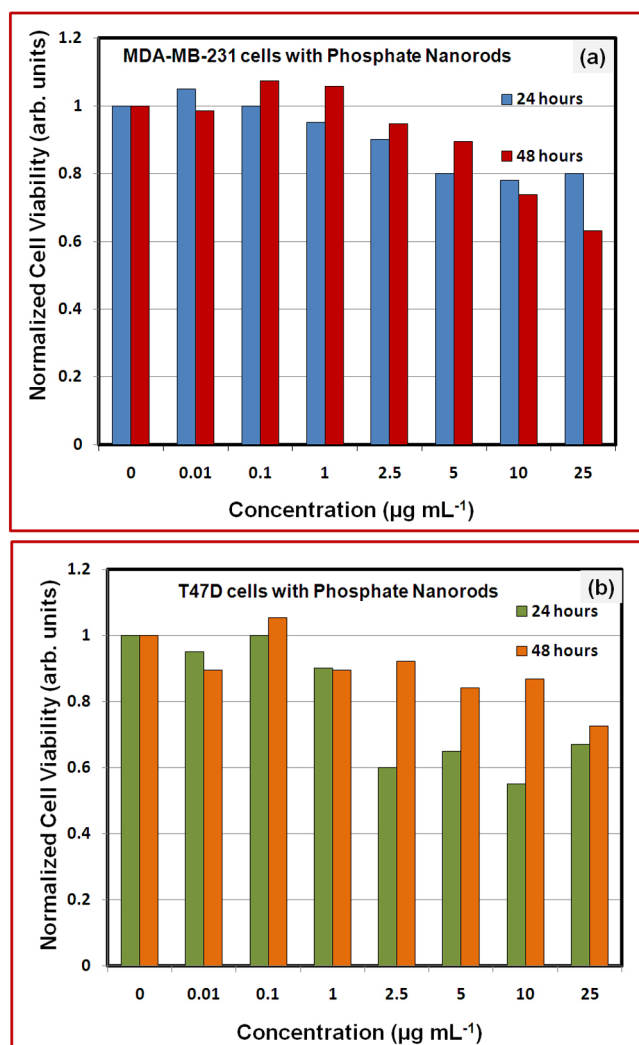 MDA-MB-231 cells with Phosphate Nanorods
(a)
24 hours
48 hours
Normalized Cell Viability (arb. units)
1.2
1
0.8
0.6
0.4
0.2
0
0 0.01 0.1 1 2.5 5 10 25
Concentration (µg mL⁻¹)
T47D cells with Phosphate Nanorods
(b)
24 hours
48 hours
Normalized Cell Viability (arb. units)
1.2
1
0.8
0.6
0.4
0.2
0
0 0.01 0.1 1 2.5 5 10 25
Concentration (µg mL⁻¹)